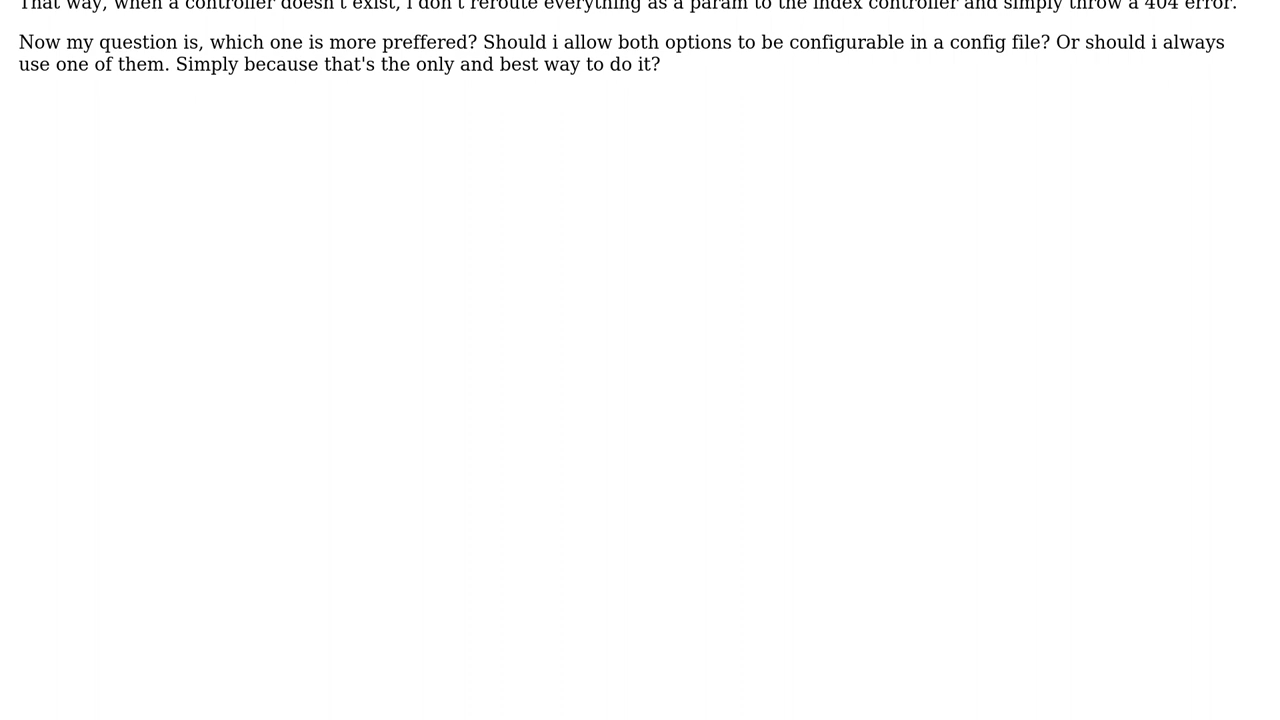 That way, when a controller doesn't exist, I don't reroute everything as a param to the index controller and simply throw a 404 error.
Now my question is, which one is more preffered? Should i allow both options to be configurable in a config file? Or should i always
use one of them. Simply because that's the only and best way to do it?